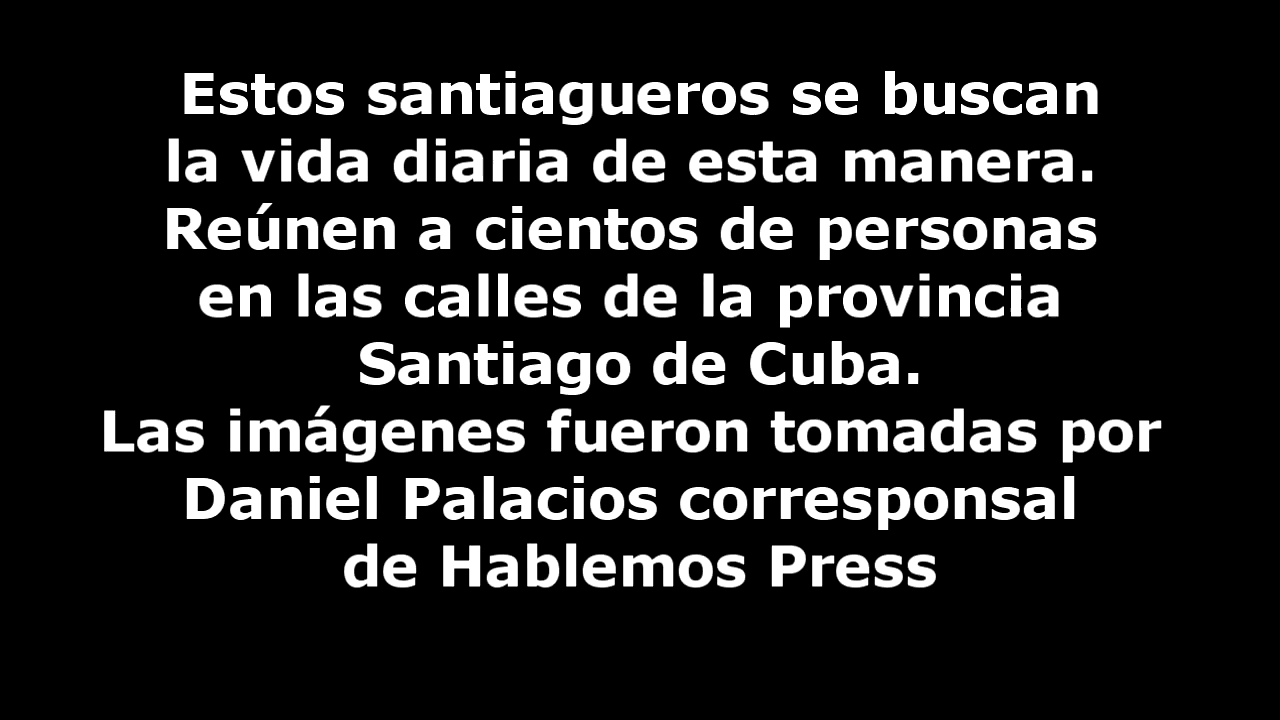 Estos santiagueros se buscan
la vida diaria de esta manera.
Reúnen a cientos de personas
en las calles de la provincia
Santiago de Cuba.
Las imágenes fueron tomadas por
Daniel Palacios corresponsal
de Hablemos Press